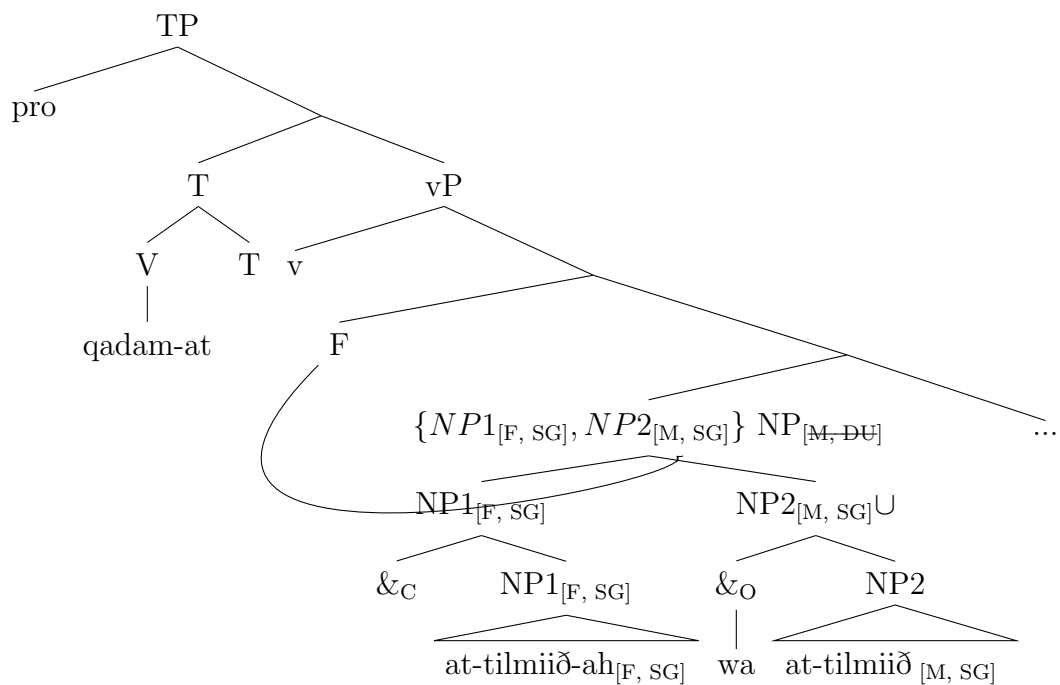 TP
pro
T vP
V T v
qadam-at F
{NP1[F, SG], NP2[M, SG]} NP[M, DU] ...
NP1[F, SG] NP2[M, SG]∪
&C NP1[F, SG] &O NP2
at-tilmiið-ah[F, SG] wa at-tilmiið [M, SG]